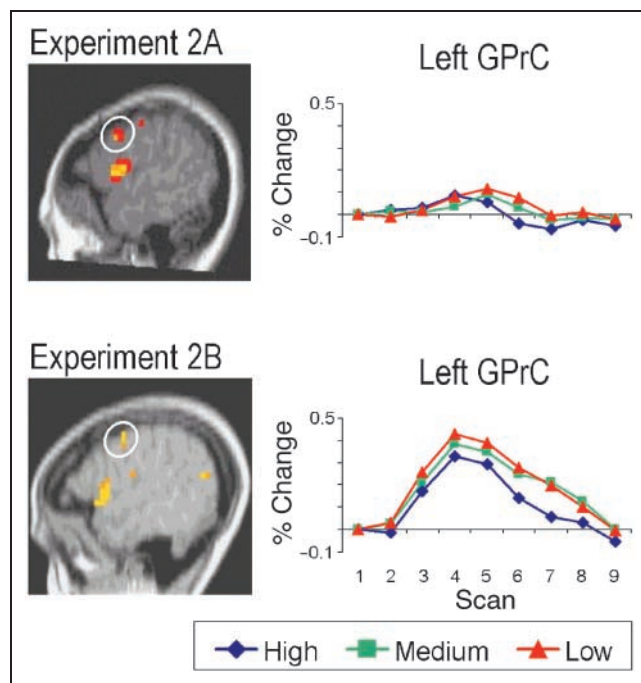 Experiment 2A
Left GPrC
0.5
% Change
–0.1
Experiment 2B
Left GPrC
0.5
% Change
–0.1
1 2 3 4 5 6 7 8 9
Scan
High Medium Low